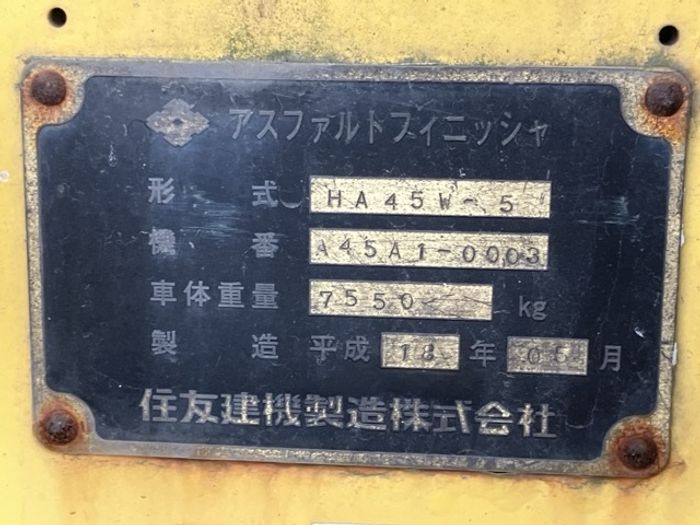 アスファルトフィニッシャ
形式 HA45W-5
機番 A45A1-0003
車体重量 7550 kg
製造 平成 18 年 05 月
住友建機製造株式会社